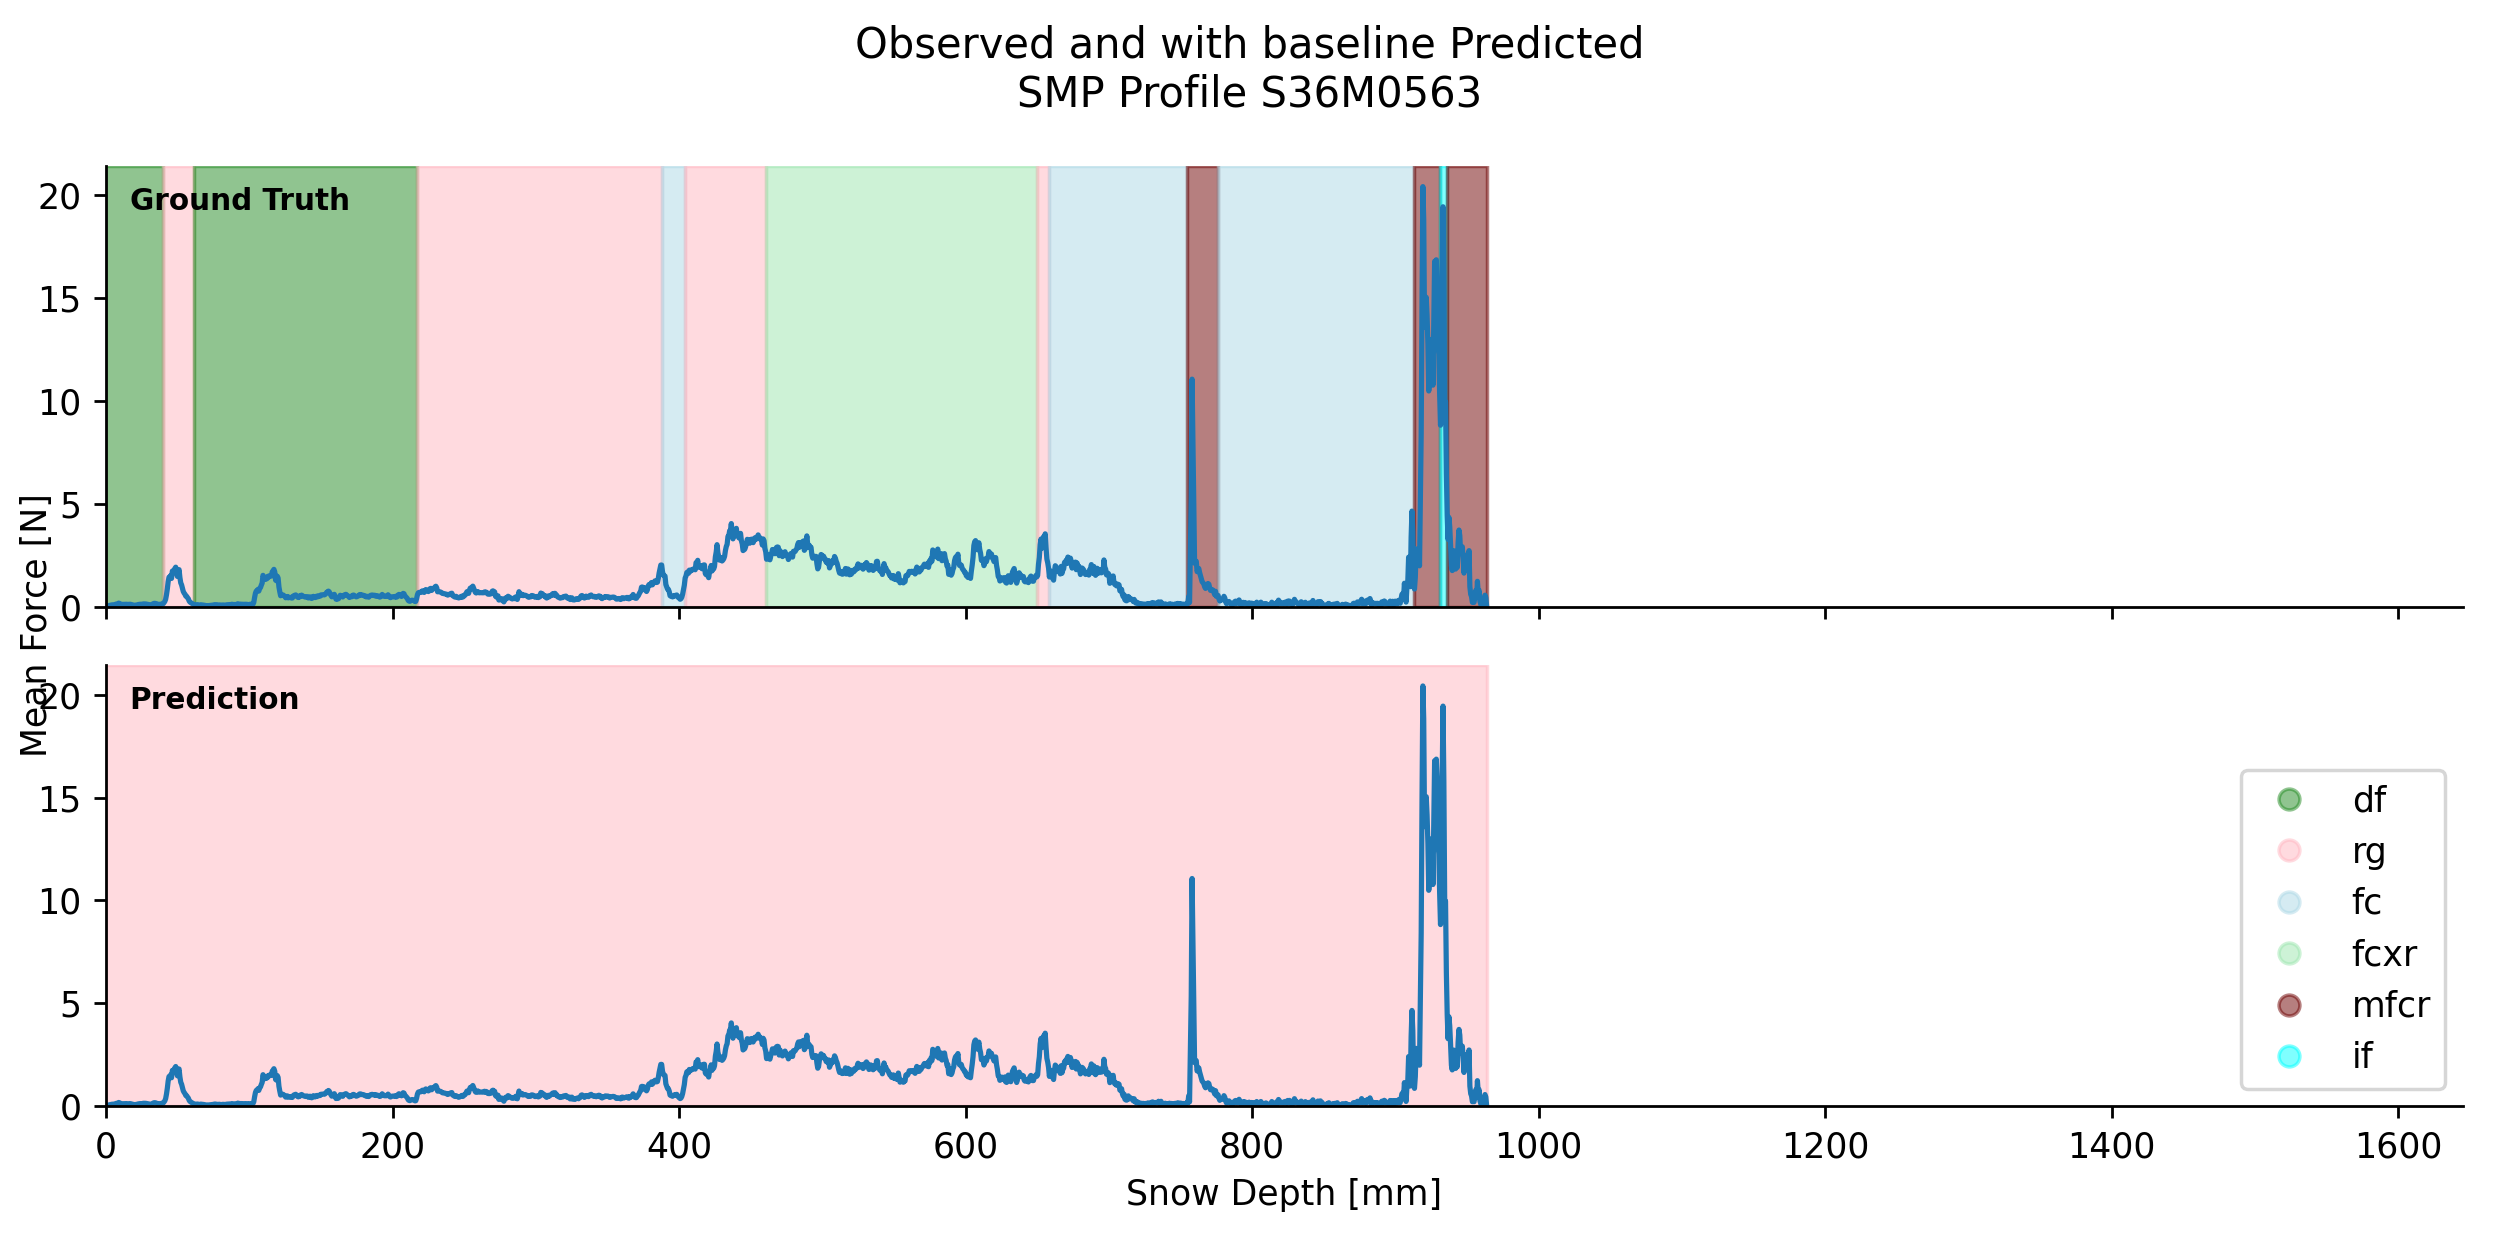 Observed and with baseline Predicted
SMP Profile S36M0563
Ground Truth
20
15
10
5
0
Mean Force [N]
Prediction
20
15
10
5
0
df
rg
fc
fcxr
mfcr
if
0 200 400 600 800 1000 1200 1400 1600
Snow Depth [mm]